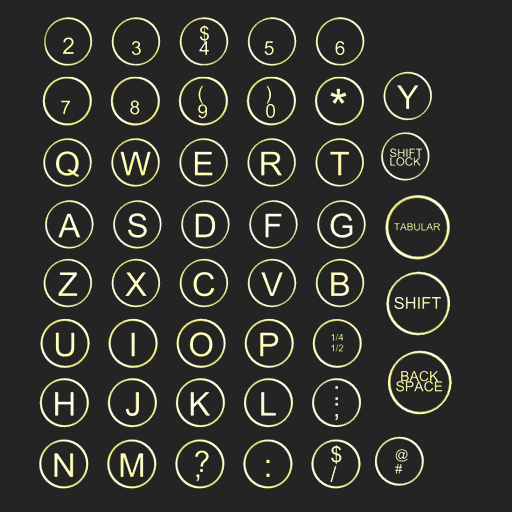 2 3 $ 4 5 6
7 8 ( 9 ) 0 * Y
Q W E R T SHIFT LOCK
A S D F G TABULAR
Z X C V B SHIFT
U I O P 1/4 1/2 BACK SPACE
H J K L : ;
N M ? , : . $ / @ #